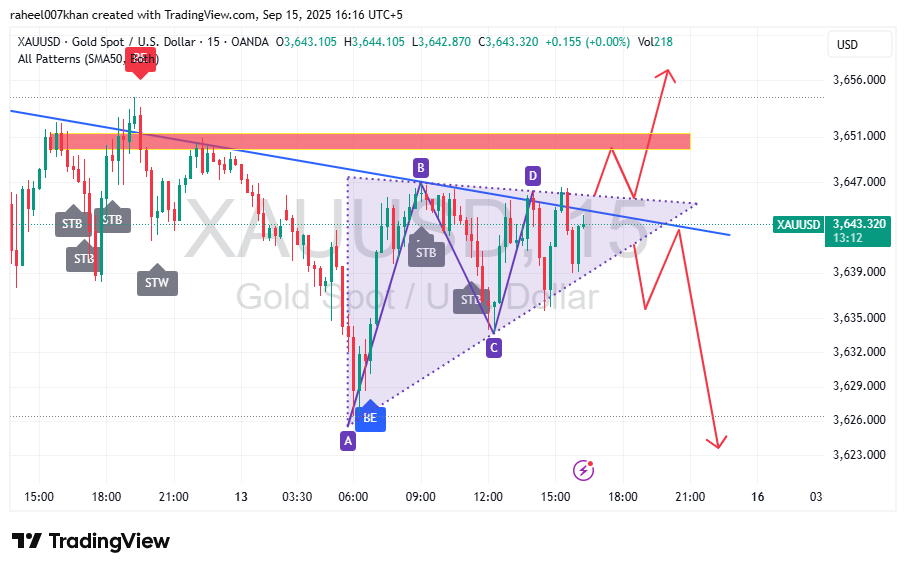 raheel007khan created with TradingView.com, Sep 15, 2025 16:16 UTC+5
XAUUSD · Gold Spot / U.S. Dollar · 15 · OANDA O3,643.105 H3,644.105 L3,642.870 C3,643.320 +0.155 (+0.00%) Vol218
All Patterns (SMA50, Both)
BE
USD
3,656.000
3,651.000
3,647.000
XAUUSD 3,643.320
13:12
3,639.000
3,635.000
3,632.000
3,629.000
3,626.000
3,623.000
XAUUSD, 15
Gold Spot / U.S. Dollar
B
D
STB
STB
STB
STW
STB
STB
C
BE
A
15:00 18:00 21:00 13 03:30 06:00 09:00 12:00 15:00 18:00 21:00 16 03
TradingView